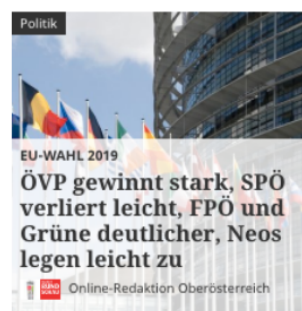 Politik
EU-WAHL 2019
ÖVP gewinnt stark, SPÖ
verliert leicht, FPÖ und
Grüne deutlicher, Neos
legen leicht zu
Online-Redaktion Oberösterreich